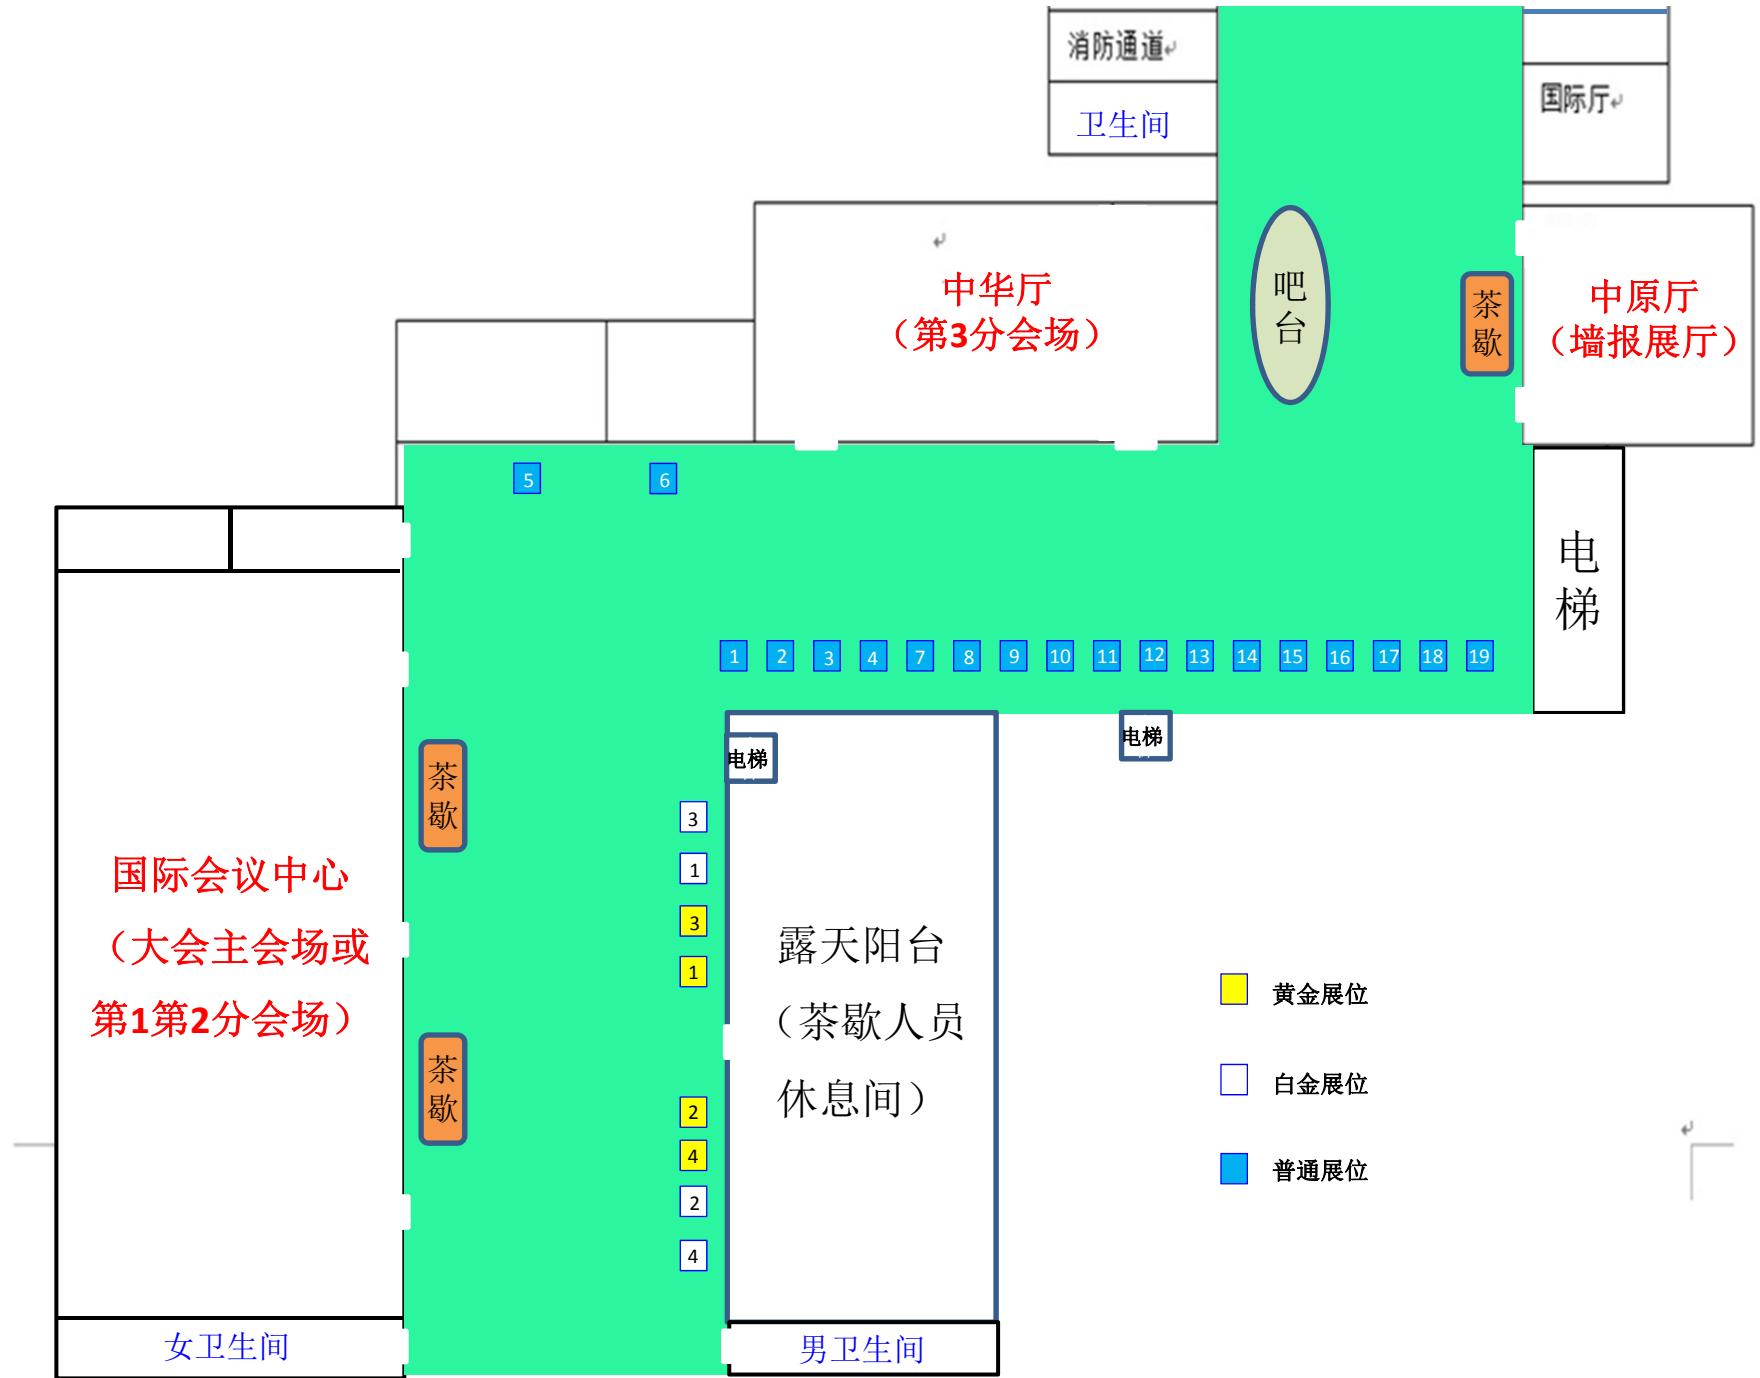 消防通道
卫生间
国际厅
中华厅
（第3分会场）
吧台
茶歇
中原厅
（墙报展厅）
5
6
电梯
1 2 3 4 7 8 9 10 11 12 13 14 15 16 17 18 19
电梯
电梯
茶歇
3
1
3
1
国际会议中心
（大会主会场或
第1第2分会场）
露天阳台
（茶歇人员
休息间）
黄金展位
白金展位
普通展位
茶歇
2
4
2
4
女卫生间
男卫生间